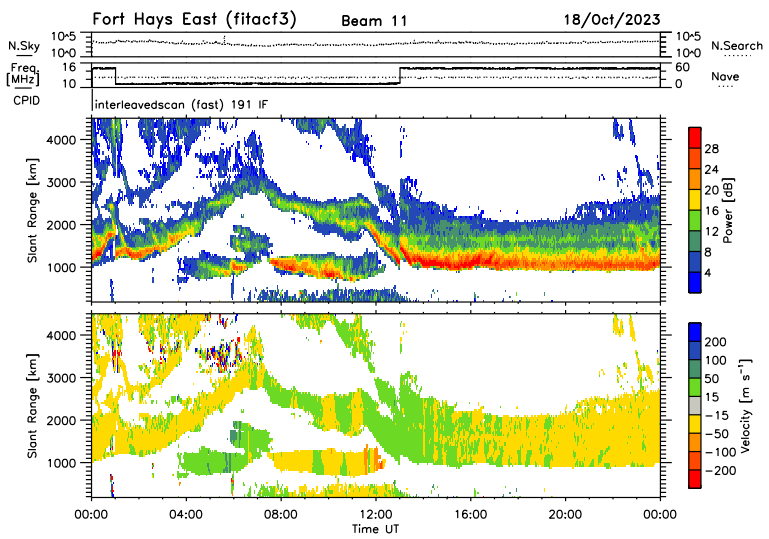 Fort Hays East (fitacf3) Beam 11 18/Oct/2023
N.Sky 10^5 10^0 10^5 10^0 N.Search
Freq. [MHz] 16 10 60 0 Nave
CPID interleavedscan (fast) 191 IF
Slant Range [km] 4000 3000 2000 1000
Power [dB] 28 24 20 16 12 8 4
Slant Range [km] 4000 3000 2000 1000
Velocity [m s⁻¹] 200 100 50 15 −15 −50 −100 −200
00:00 04:00 08:00 12:00 16:00 20:00 00:00
Time UT